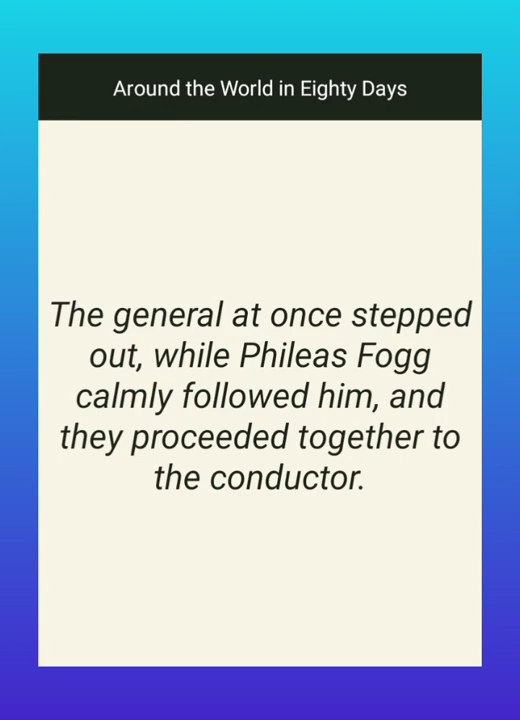 Around the World in Eighty Days
The general at once stepped
out, while Phileas Fogg
calmly followed him, and
they proceeded together to
the conductor.